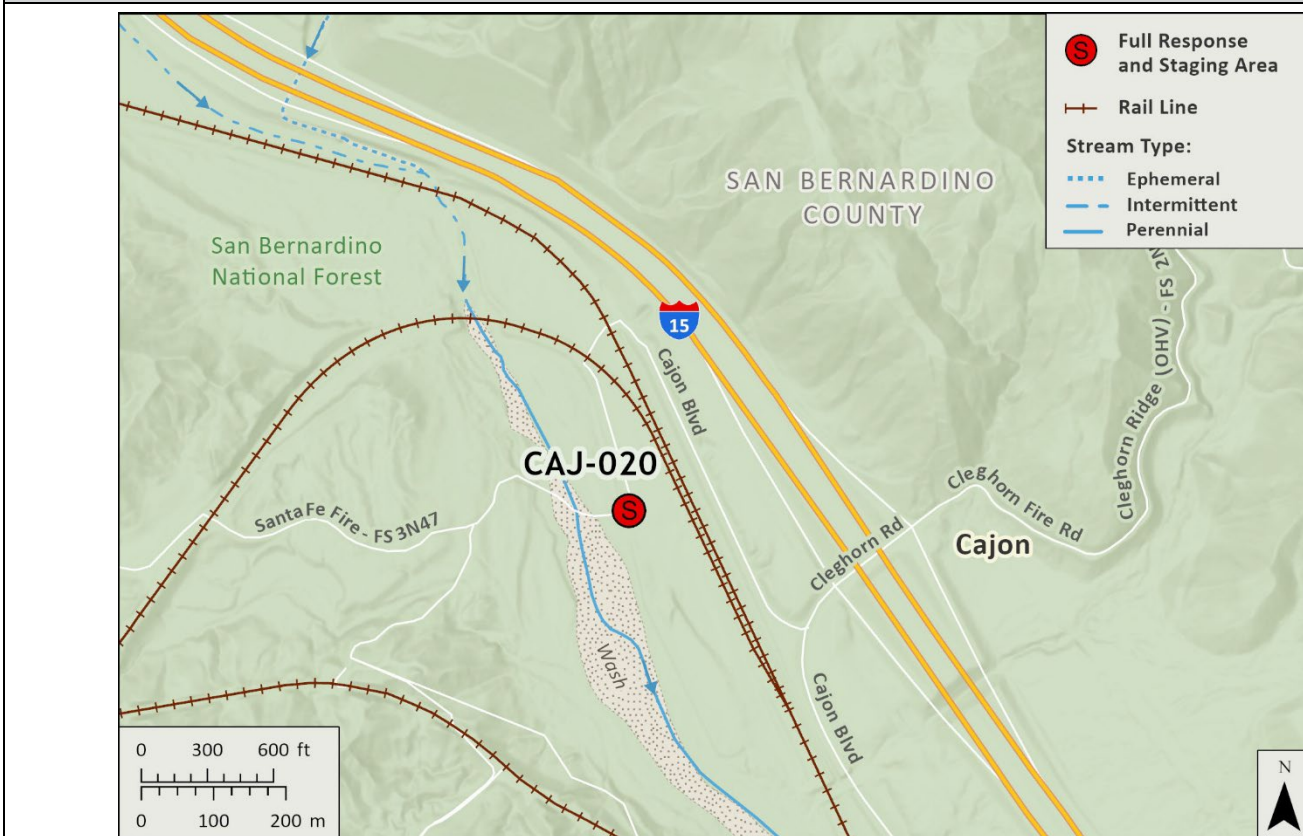 Full Response
and Staging Area
Rail Line
Stream Type:
Ephemeral
Intermittent
Perennial
S
SAN BERNARDINO
COUNTY
San Bernardino
National Forest
15
Cajon Blvd
CAJ-020
S
Santa Fe Fire - FS 3N47
Cleghorn Rd
Cleghorn Fire Rd
Cleghorn Ridge (OHV) - FS 2N
Cajon
Wash
Cajon Blvd
0 300 600 ft
0 100 200 m
N